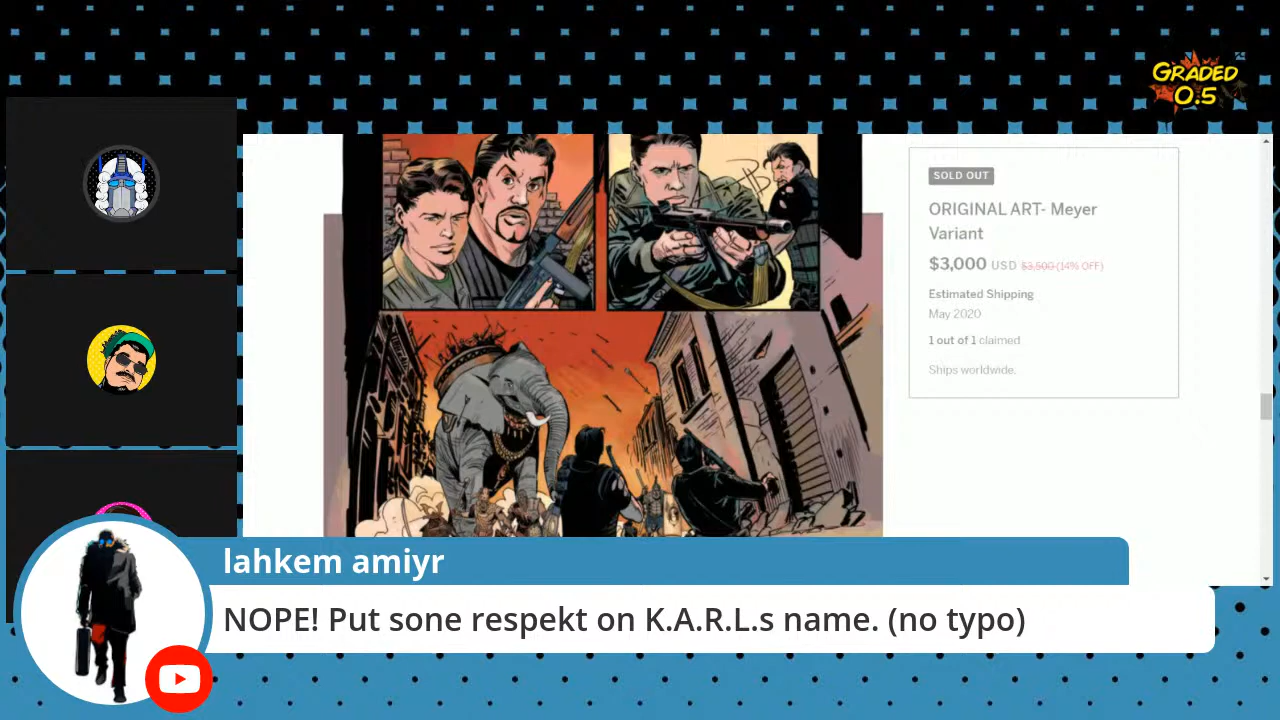 GRADED
0.5
SOLD OUT
ORIGINAL ART- Meyer
Variant
$3,000 USD $3,500 (14% OFF)
Estimated Shipping
May 2020
1 out of 1 claimed
Ships worldwide.
lahkem amiyr
NOPE! Put sone respekt on K.A.R.L.s name. (no typo)